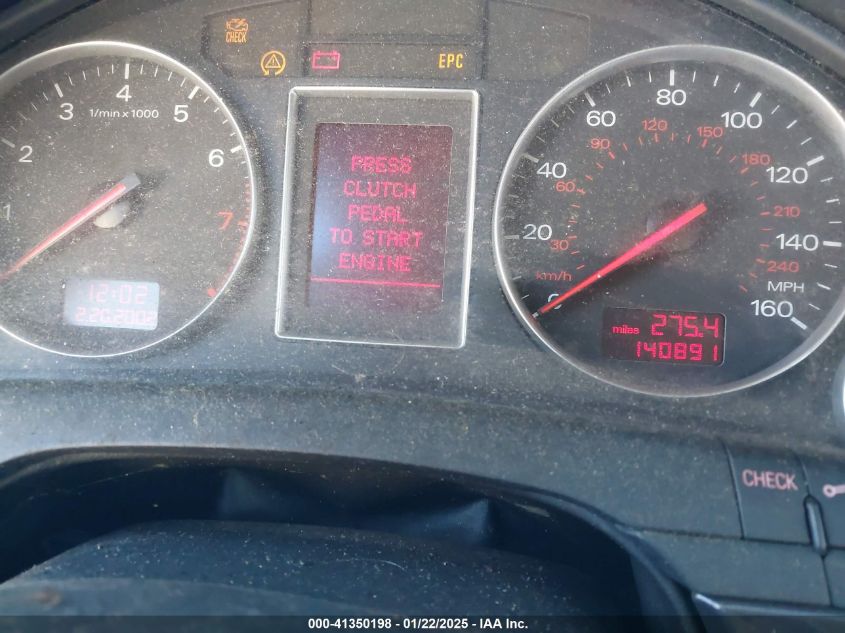 CHECK
EPC
1/min x 1000
1
2
3
4
5
6
7
12:02
2.20.2002
PRESS
CLUTCH
PEDAL
TO START
ENGINE
0
20
40
60
80
100
120
140
160
MPH
30
60
90
120
150
180
210
240
km/h
miles 275.4
140891
CHECK
000-41350198 - 01/22/2025 - © IAA Inc.